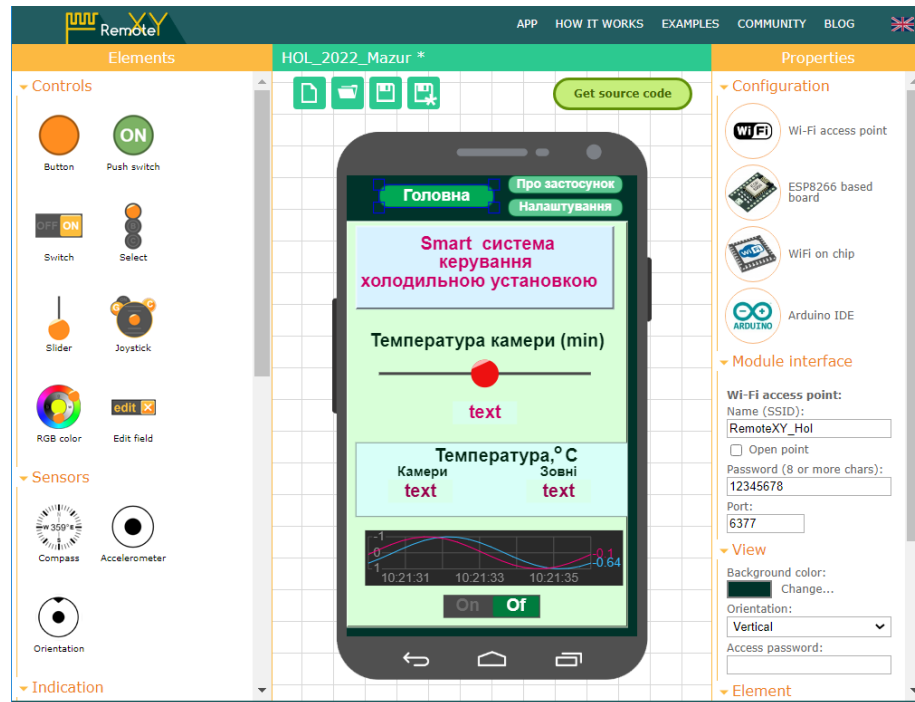 RemoteXY
APP HOW IT WORKS EXAMPLES COMMUNITY BLOG
Elements
HOL_2022_Mazur *
Properties
Controls
Button
Push switch
ON
OFF ON
Switch
Select
Slider
Joystick
RGB color
edit
Edit field
Sensors
W 359° E
Compass
Accelerometer
Orientation
Indication
Get source code
Головна
Про застосунок
Налаштування
Smart система
керування
холодильною установкою
Температура камери (min)
text
Температура,° С
Камери
Зовні
text
text
-1
0
-1
-0.1
-0.64
10:21:31 10:21:33 10:21:35
On Of
Configuration
Wi Fi
Wi-Fi access point
ESP8266 based
board
WiFi on chip
ARDUINO
Arduino IDE
Module interface
Wi-Fi access point:
Name (SSID):
RemoteXY_Hol
Open point
Password (8 or more chars):
12345678
Port:
6377
View
Background color:
Change...
Orientation:
Vertical
Access password:
Element